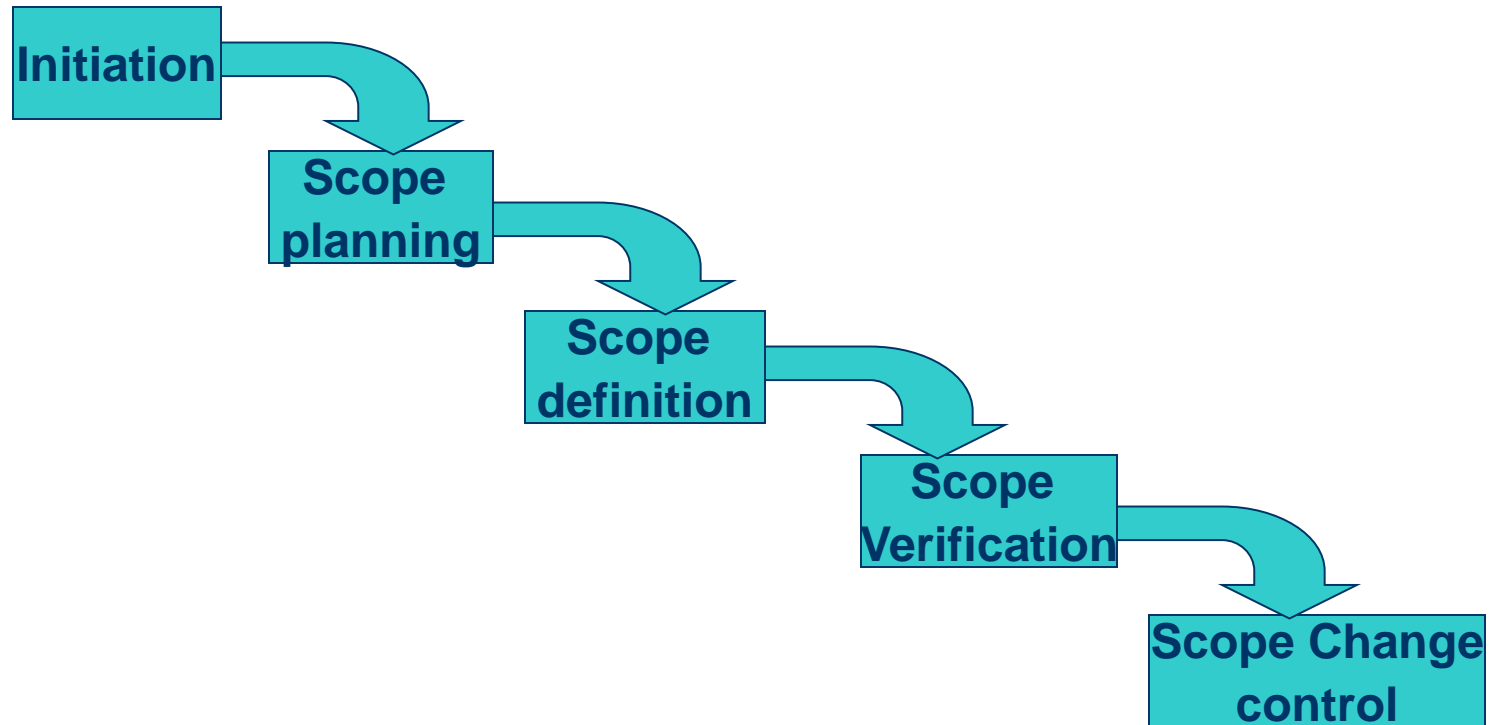 Initiation
Scope
planning
Scope
definition
Scope
Verification
Scope Change
control